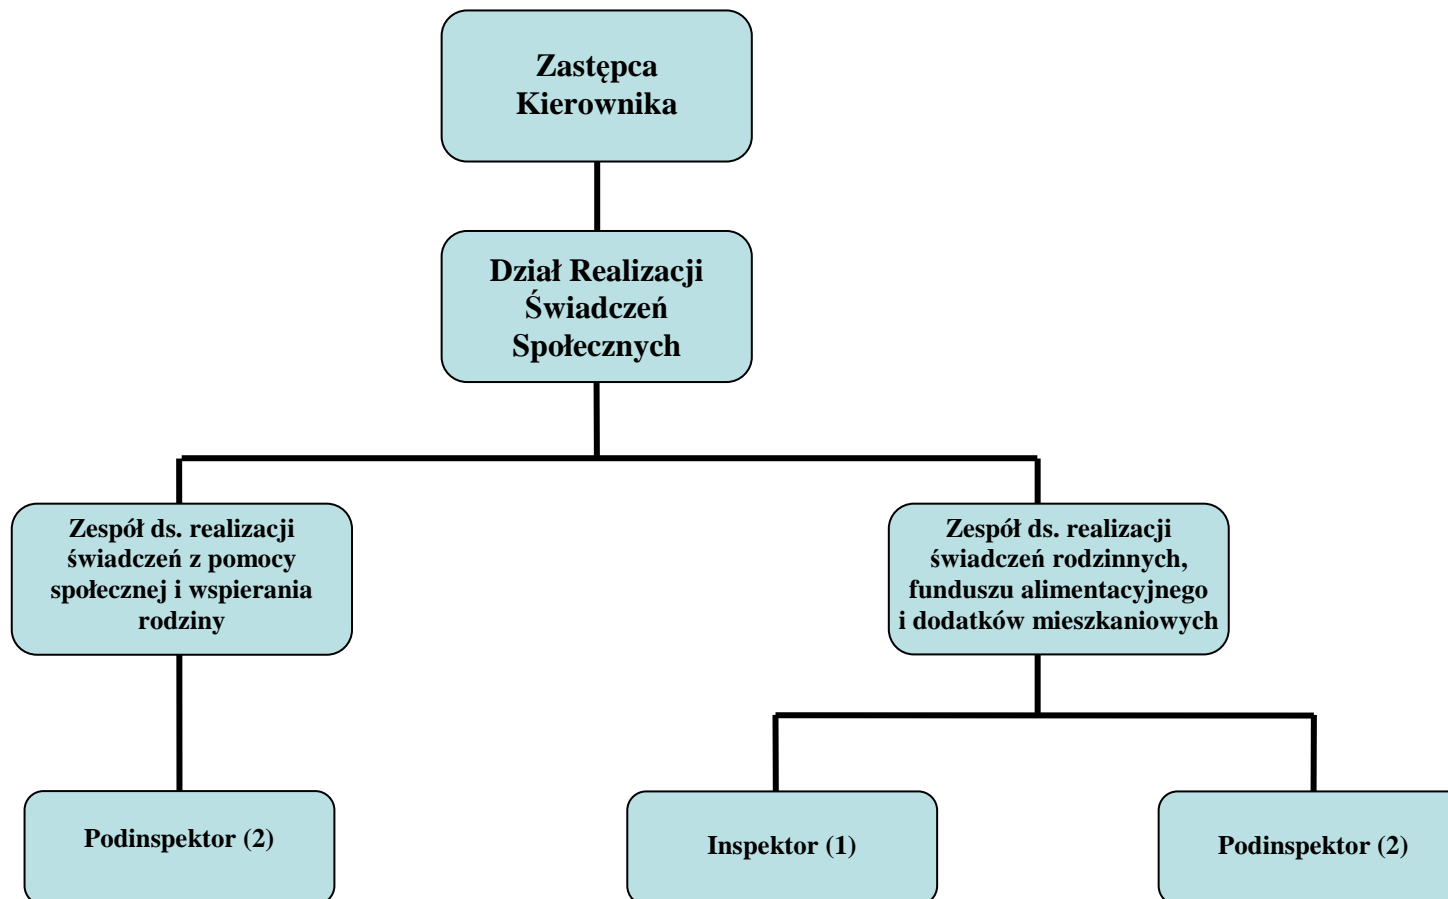 Zastępca
Kierownika
Dział Realizacji
Świadczeń
Społecznych
Zespół ds. realizacji
świadczeń z pomocy
społecznej i wspierania
rodziny
Zespół ds. realizacji
świadczeń rodzinnych,
funduszu alimentacyjnego
i dodatków mieszkaniowych
Podinspektor (2)
Inspektor (1)
Podinspektor (2)